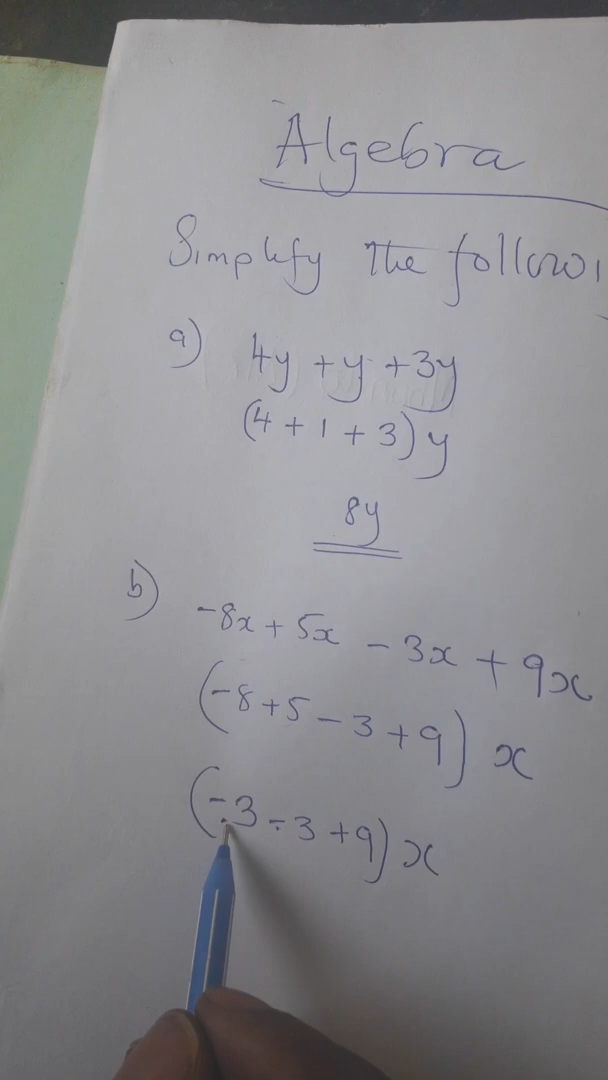 Algebra
Simplify the followi
a) 4y + y + 3y
(4 + 1 + 3) y
8y
b) -8x + 5x - 3x + 9x
(-8 + 5 - 3 + 9) x
(-3 - 3 + 9) x